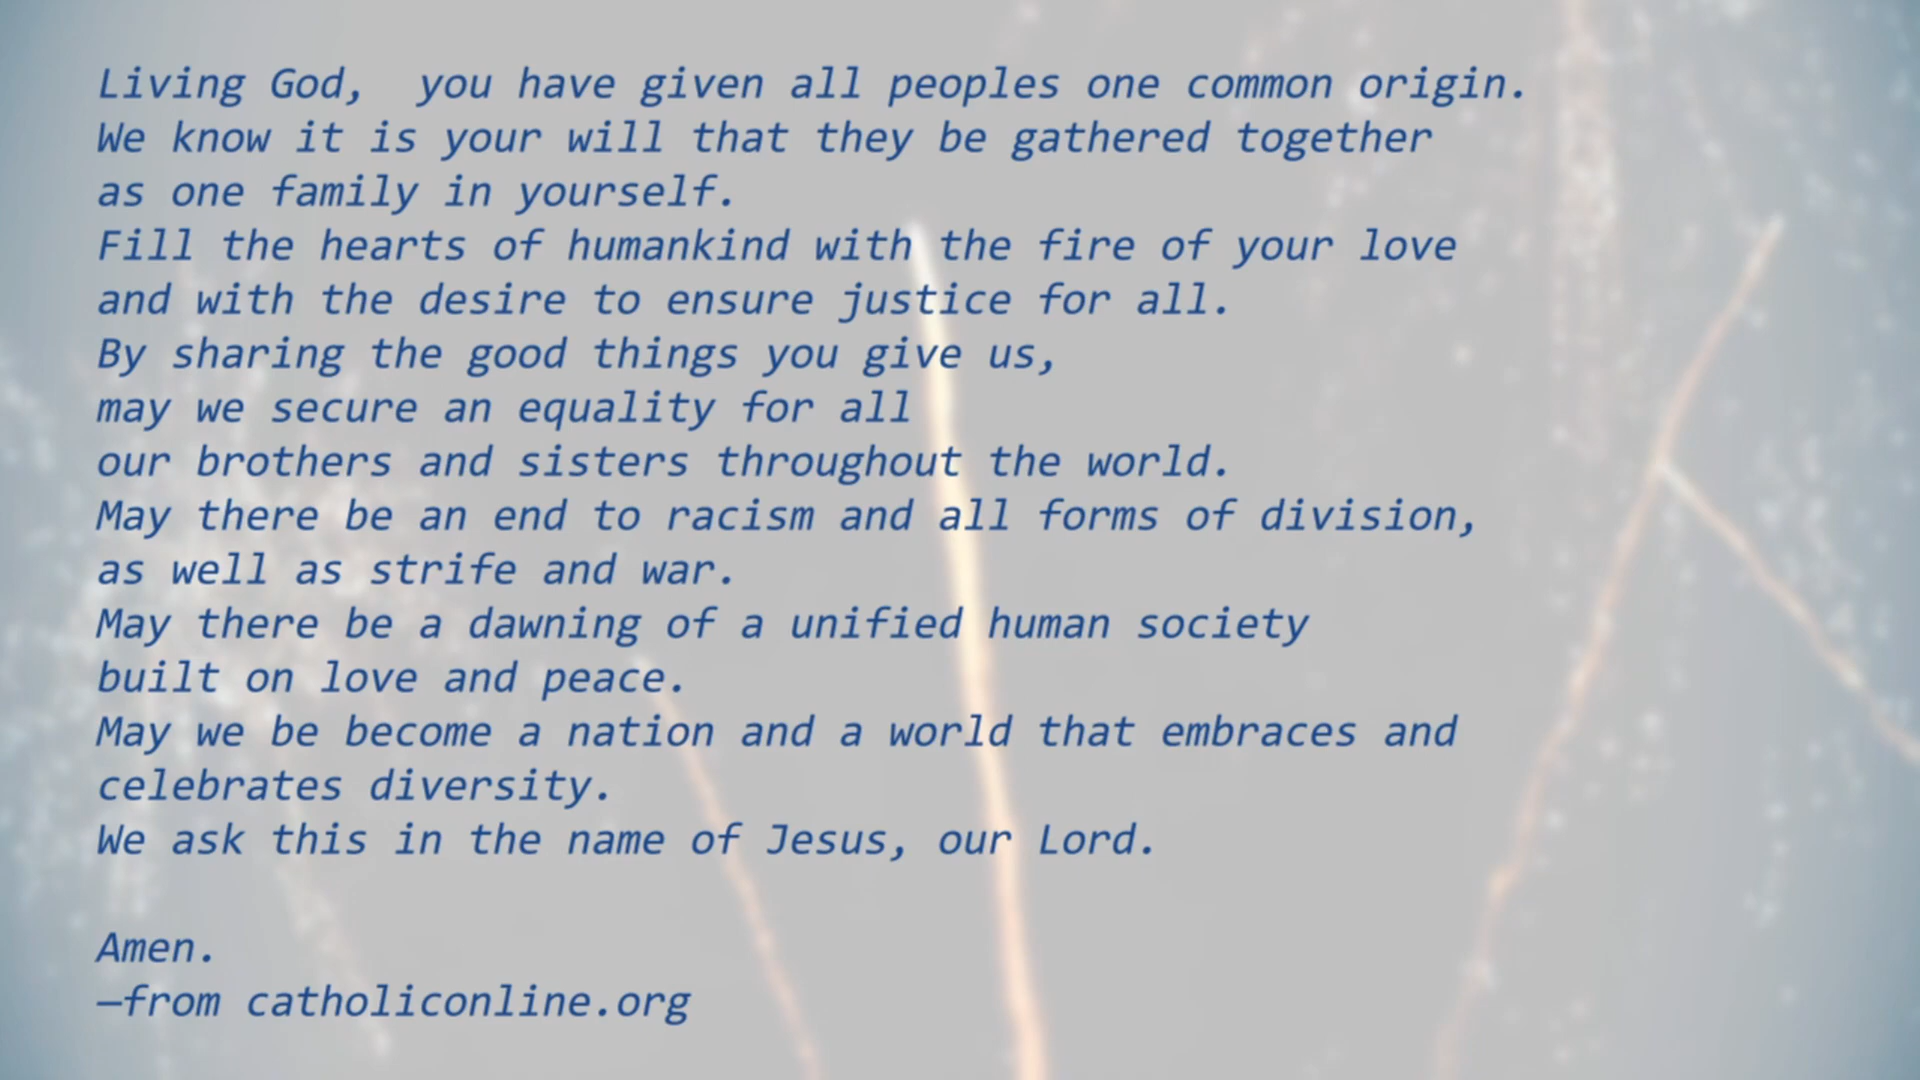 Living God,  you have given all peoples one common origin.
We know it is your will that they be gathered together
as one family in yourself.
Fill the hearts of humankind with the fire of your love
and with the desire to ensure justice for all.
By sharing the good things you give us,
may we secure an equality for all
our brothers and sisters throughout the world.
May there be an end to racism and all forms of division,
as well as strife and war.
May there be a dawning of a unified human society
built on love and peace.
May we be become a nation and a world that embraces and
celebrates diversity.
We ask this in the name of Jesus, our Lord.
Amen.
—from catholiconline.org